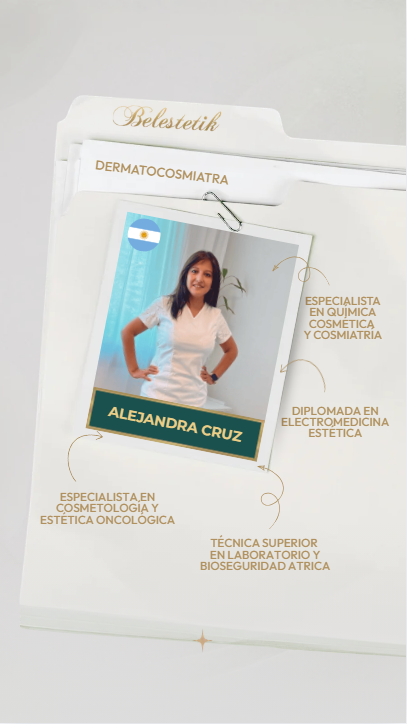 Belestetik
DERMATOCOSMIATRA
ESPECIALISTA
EN QUÍMICA
COSMÉTICA
Y COSMIATRIA
DIPLOMADA EN
ELECTROMEDICINA
ESTÉTICA
ALEJANDRA CRUZ
ESPECIALISTA EN
COSMETOLOGIA Y
ESTÉTICA ONCOLÓGICA
TÉCNICA SUPERIOR
EN LABORATORIO Y
BIOSEGURIDAD ATRICA